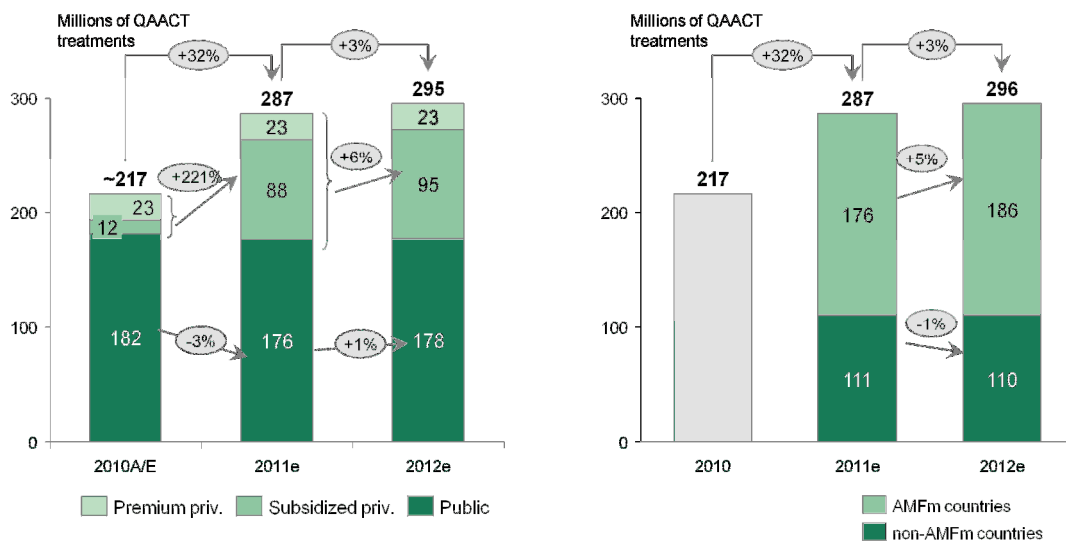 Millions of QAACT
treatments
+32%
+3%
300
200
100
0
~217
23
12
182
+221%
-3%
287
23
88
176
+6%
+1%
295
23
95
178
2010A/E
2011e
2012e
Premium priv.
Subsidized priv.
Public
Millions of QAACT
treatments
+32%
+3%
300
200
100
0
217
287
176
111
+5%
-1%
296
186
110
2010
2011e
2012e
AMFm countries
non-AMFm countries